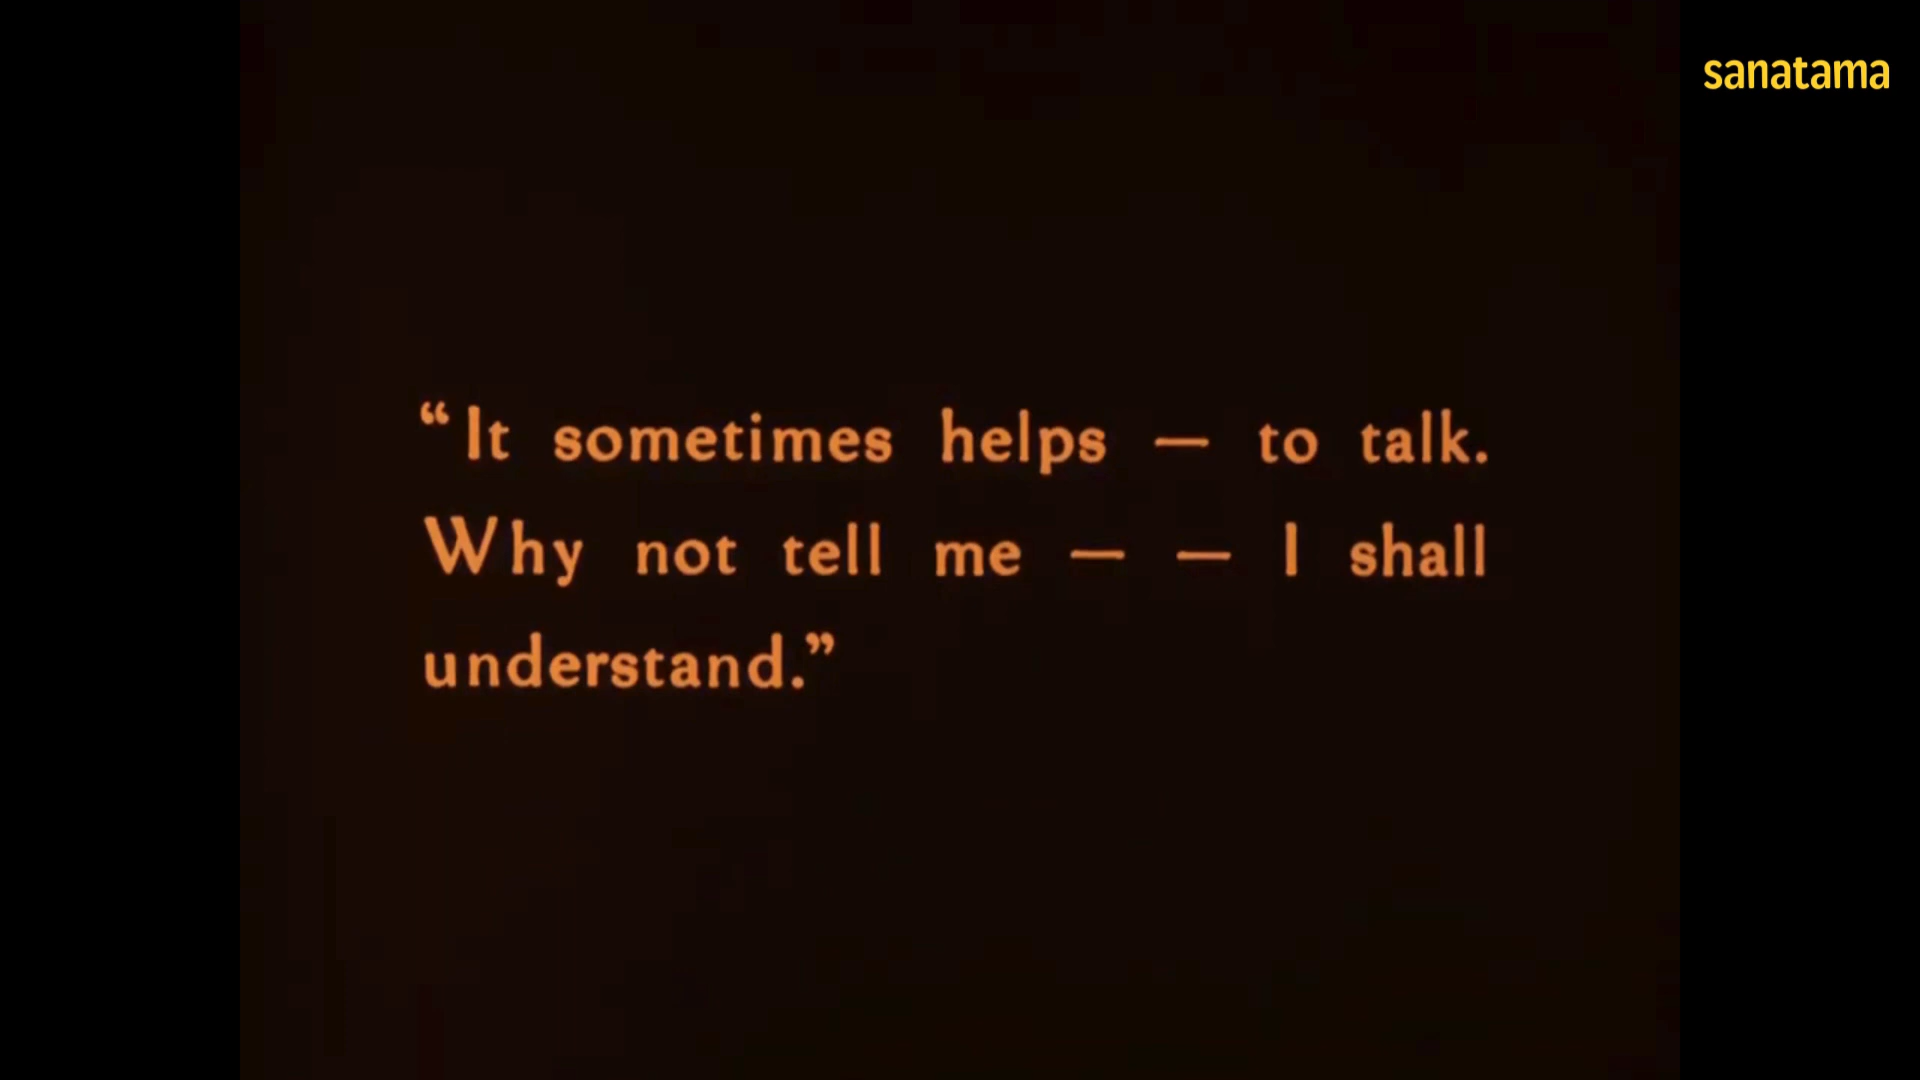 sanatama
“It sometimes helps — to talk.
Why not tell me — — I shall
understand.”